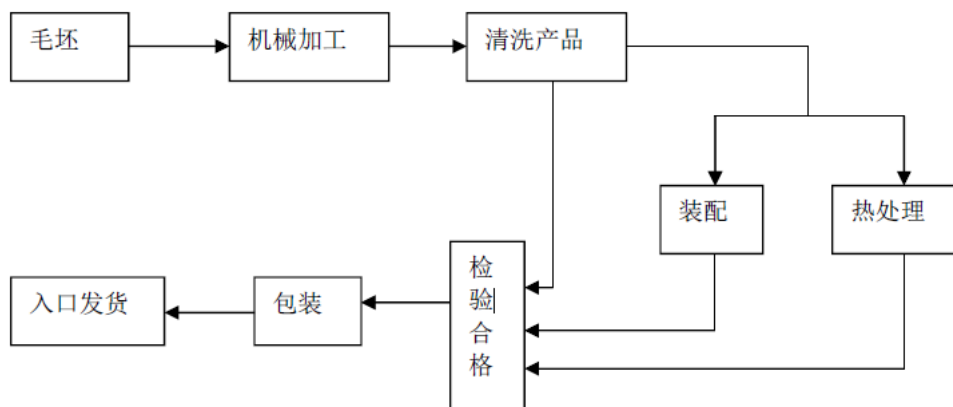 毛坯
机械加工
清洗产品
装配
热处理
检
验
合
格
包装
入口发货